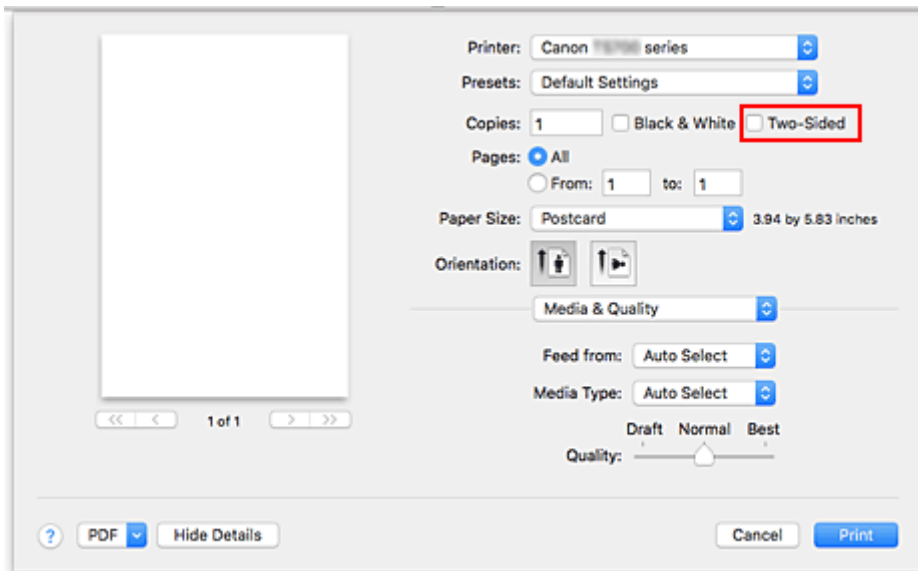 Printer: Canon series
Presets: Default Settings
Copies: 1 Black & White Two-Sided
Pages: All
From: 1 to: 1
Paper Size: Postcard 3.94 by 5.83 inches
Orientation:
Media & Quality
Feed from: Auto Select
Media Type: Auto Select
Draft Normal Best
Quality:
<< < 1 of 1 > >>
? PDF Hide Details Cancel Print